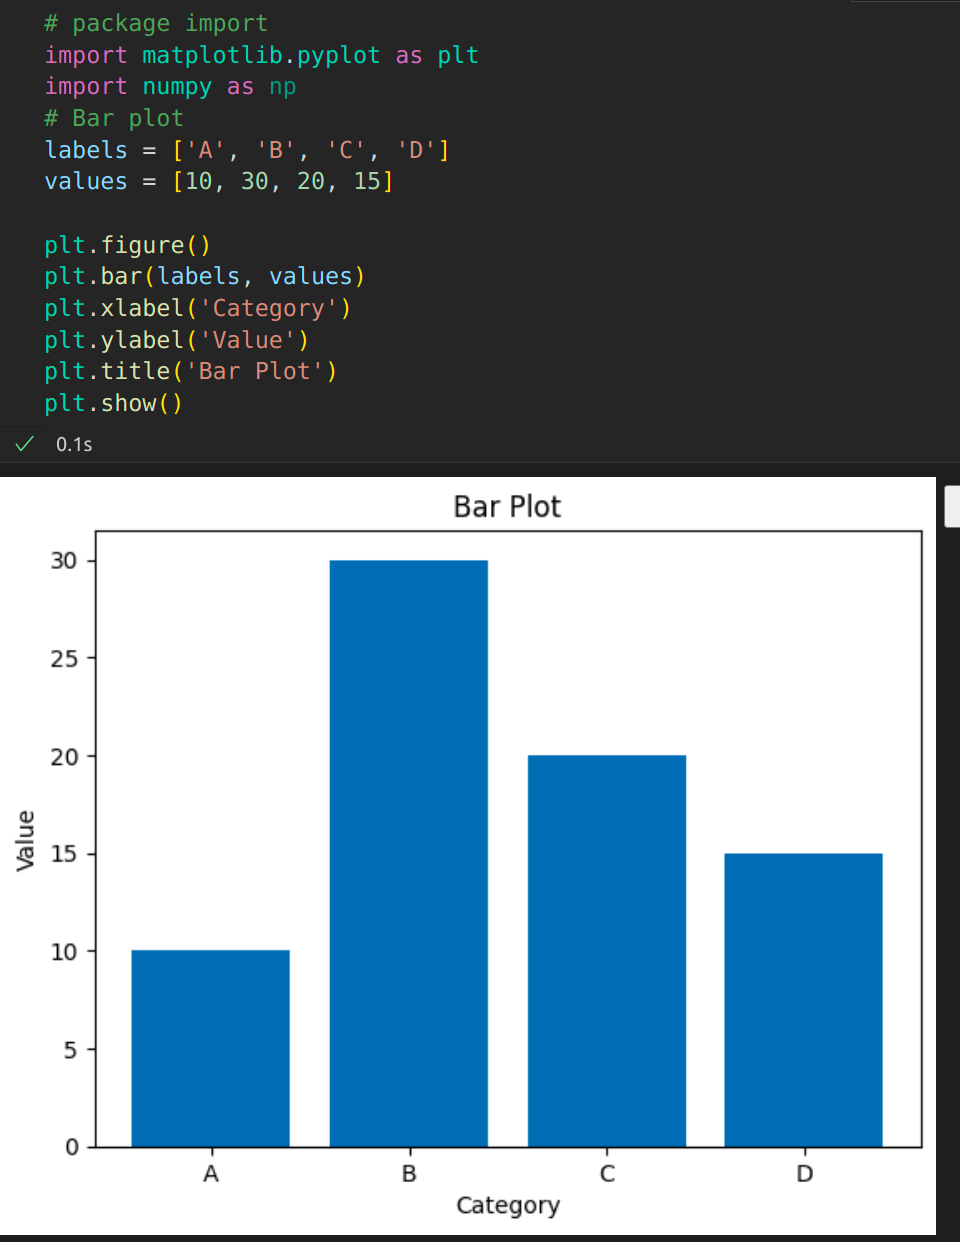 # package import
import matplotlib.pyplot as plt
import numpy as np
# Bar plot
labels = ['A', 'B', 'C', 'D']
values = [10, 30, 20, 15]
plt.figure()
plt.bar(labels, values)
plt.xlabel('Category')
plt.ylabel('Value')
plt.title('Bar Plot')
plt.show()
0.1s
Bar Plot
30
25
20
15
10
5
0
Value
A B C D
Category